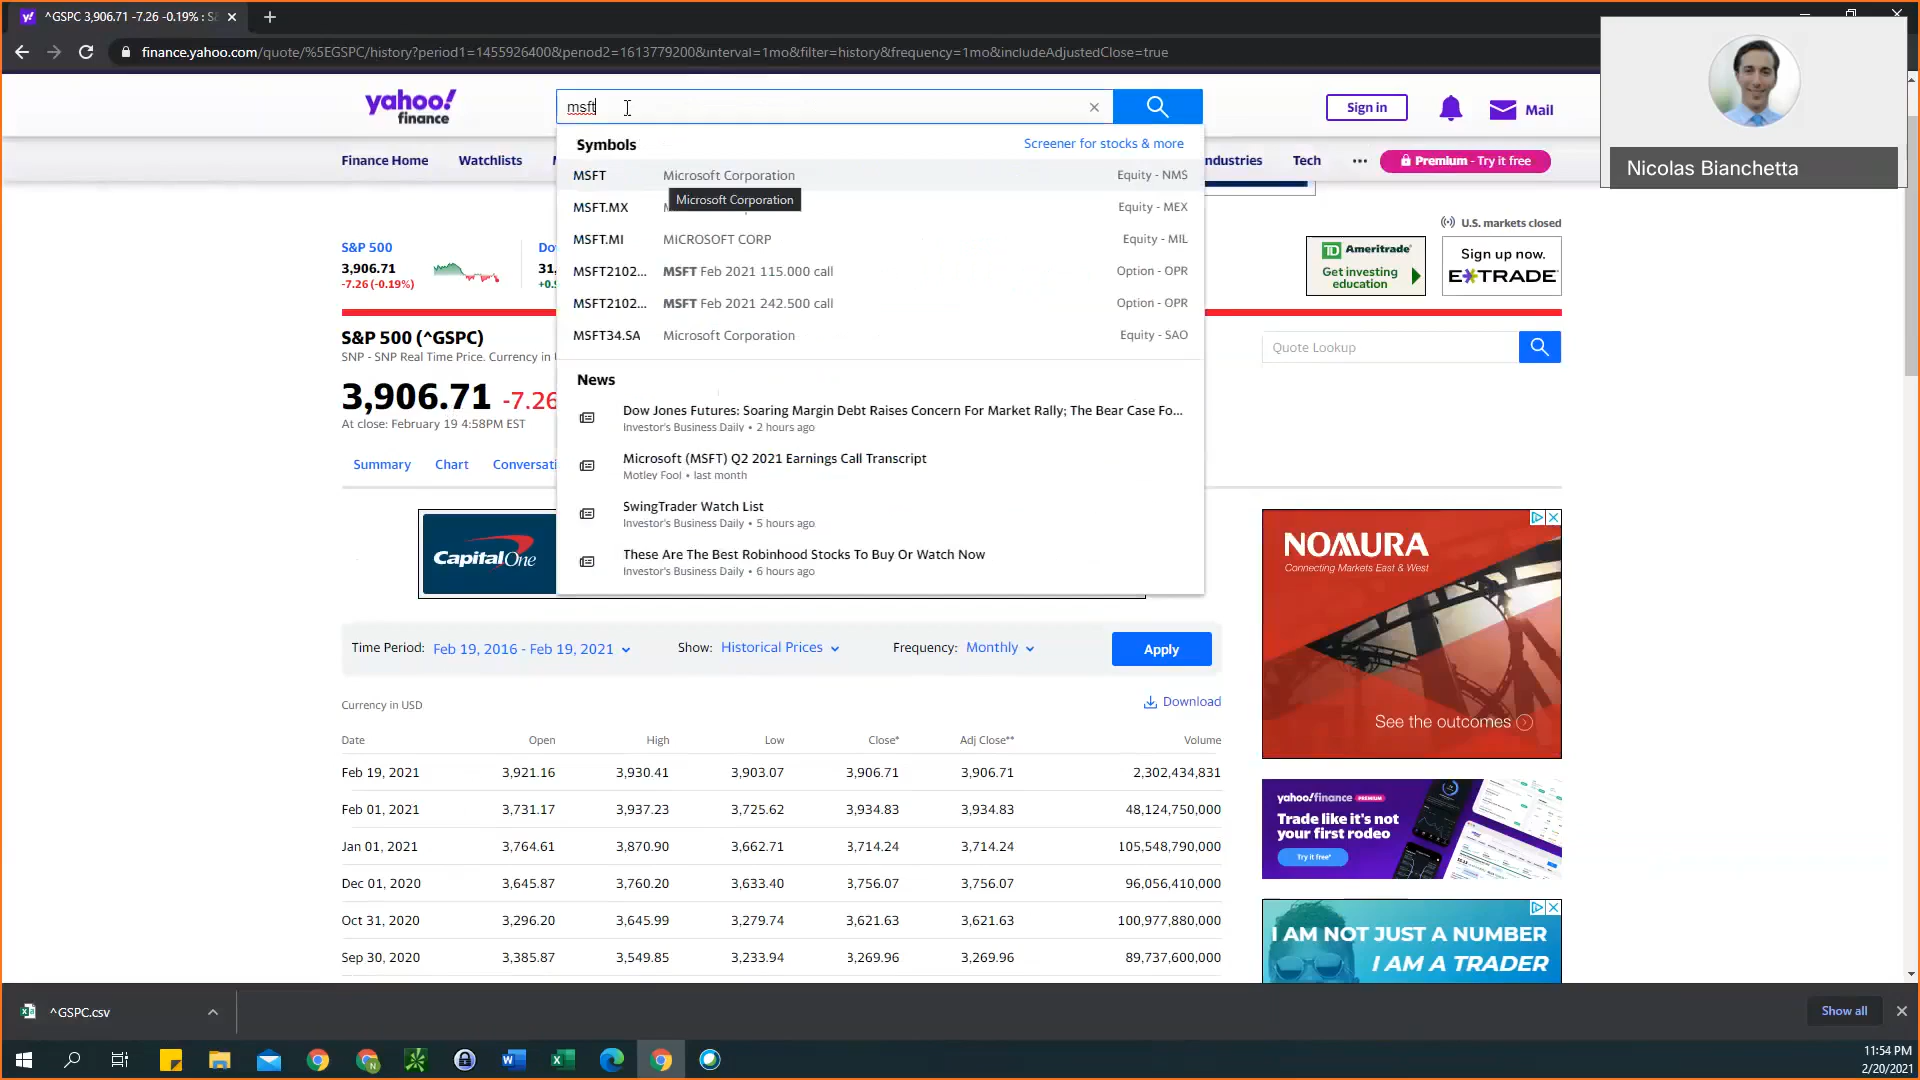 ^GSPC 3,906.71 -7.26 -0.19% : S&
finance.yahoo.com/quote/%5EGSPC/history?period1=1455926400&period2=1613779200&interval=1mo&filter=history&frequency=1mo&includeAdjustedClose=true
yahoo!
finance
msft
Sign in
Mail
Nicolas Bianchetta
Finance Home
Watchlists
Industries
Tech
Premium - Try it free
Symbols
Screener for stocks & more
MSFT Microsoft Corporation Equity - NMS
Microsoft Corporation
MSFT.MX Equity - MEX
MSFT.MI MICROSOFT CORP Equity - MIL
MSFT2102... MSFT Feb 2021 115.000 call Option - OPR
MSFT2102... MSFT Feb 2021 242.500 call Option - OPR
MSFT34.SA Microsoft Corporation Equity - SAO
News
Dow Jones Futures: Soaring Margin Debt Raises Concern For Market Rally; The Bear Case Fo...
Investor's Business Daily • 2 hours ago
Microsoft (MSFT) Q2 2021 Earnings Call Transcript
Motley Fool • last month
SwingTrader Watch List
Investor's Business Daily • 5 hours ago
These Are The Best Robinhood Stocks To Buy Or Watch Now
Investor's Business Daily • 6 hours ago
U.S. markets closed
S&P 500
3,906.71
-7.26 (-0.19%)
Do
31,
+0.
Ameritrade
Get investing
education
Sign up now.
E*TRADE
S&P 500 (^GSPC)
SNP - SNP Real Time Price. Currency in
3,906.71 -7.26
At close: February 19 4:58PM EST
Quote Lookup
Summary
Chart
Conversati
Capital One
NOMURA
Connecting Markets East & West
See the outcomes
Time Period: Feb 19, 2016 - Feb 19, 2021
Show: Historical Prices
Frequency: Monthly
Apply
Currency in USD
Download
Date Open High Low Close* Adj Close** Volume
Feb 19, 2021 3,921.16 3,930.41 3,903.07 3,906.71 3,906.71 2,302,434,831
Feb 01, 2021 3,731.17 3,937.23 3,725.62 3,934.83 3,934.83 48,124,750,000
Jan 01, 2021 3,764.61 3,870.90 3,662.71 3,714.24 3,714.24 105,548,790,000
Dec 01, 2020 3,645.87 3,760.20 3,633.40 3,756.07 3,756.07 96,056,410,000
Oct 31, 2020 3,296.20 3,645.99 3,279.74 3,621.63 3,621.63 100,977,880,000
Sep 30, 2020 3,385.87 3,549.85 3,233.94 3,269.96 3,269.96 89,737,600,000
yahoo!finance PREMIUM
Trade like it's not
your first rodeo
Try it free*
I AM NOT JUST A NUMBER
I AM A TRADER
^GSPC.csv
Show all
11:54 PM
2/20/2021